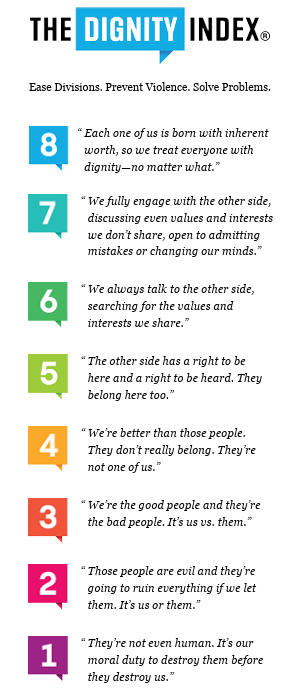 THE DIGNITY INDEX®
Ease Divisions. Prevent Violence. Solve Problems.
8
“ Each one of us is born with inherent
worth, so we treat everyone with
dignity—no matter what.”
7
“ We fully engage with the other side,
discussing even values and interests
we don’t share, open to admitting
mistakes or changing our minds.”
6
“ We always talk to the other side,
searching for the values and
interests we share.”
5
“ The other side has a right to be
here and a right to be heard. They
belong here too.”
4
“ We’re better than those people.
They don’t really belong. They’re
not one of us.”
3
“ We’re the good people and they’re
the bad people. It’s us vs. them.”
2
“ Those people are evil and they’re
going to ruin everything if we let
them. It’s us or them.”
1
“ They’re not even human. It’s our
moral duty to destroy them before
they destroy us.”